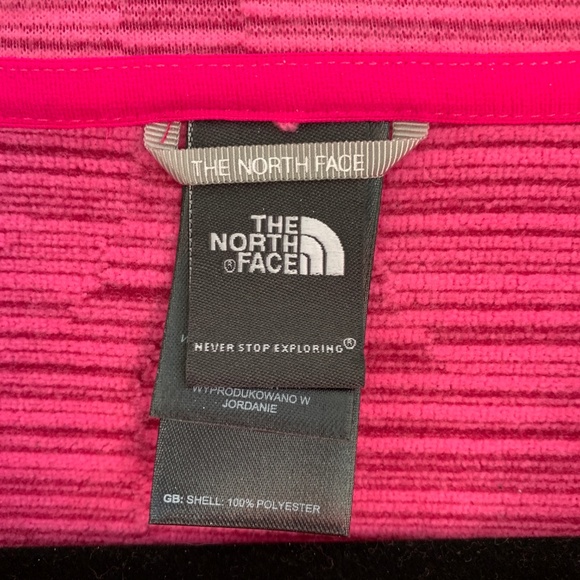 THE NORTH FACE
THE
NORTH
®FACE
NEVER STOP EXPLORING®
WYPRODUKOWANO W
JORDANIE
GB: SHELL: 100% POLYESTER